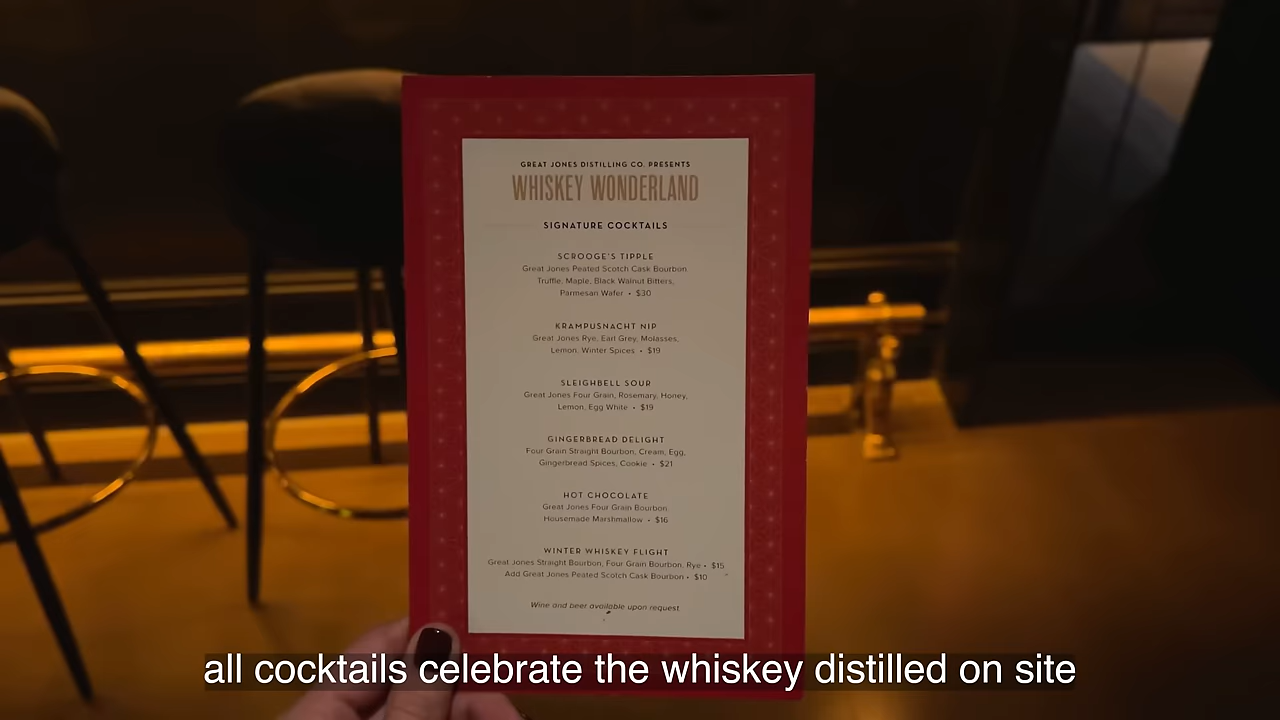 GREAT JONES DISTILLING CO. PRESENTS
WHISKEY WONDERLAND
SIGNATURE COCKTAILS
SCROOGE'S TIPPLE
Great Jones Peated Scotch Cask Bourbon
Truffle, Maple, Black Walnut Bitters,
Parmesan Wafer • $30
KRAMPUSNACHT NIP
Great Jones Rye, Earl Grey, Molasses,
Lemon, Winter Spices • $19
SLEIGHBELL SOUR
Great Jones Four Grain, Rosemary, Honey,
Lemon, Egg White • $19
GINGERBREAD DELIGHT
Four Grain Straight Bourbon, Cream, Egg,
Gingerbread Spices, Cookie • $21
HOT CHOCOLATE
Great Jones Four Grain Bourbon
Housemade Marshmallow • $16
WINTER WHISKEY FLIGHT
Great Jones Straight Bourbon, Four Grain Bourbon, Rye • $15
Add Great Jones Peated Scotch Cask Bourbon • $10
Wine and beer available upon request
all cocktails celebrate the whiskey distilled on site